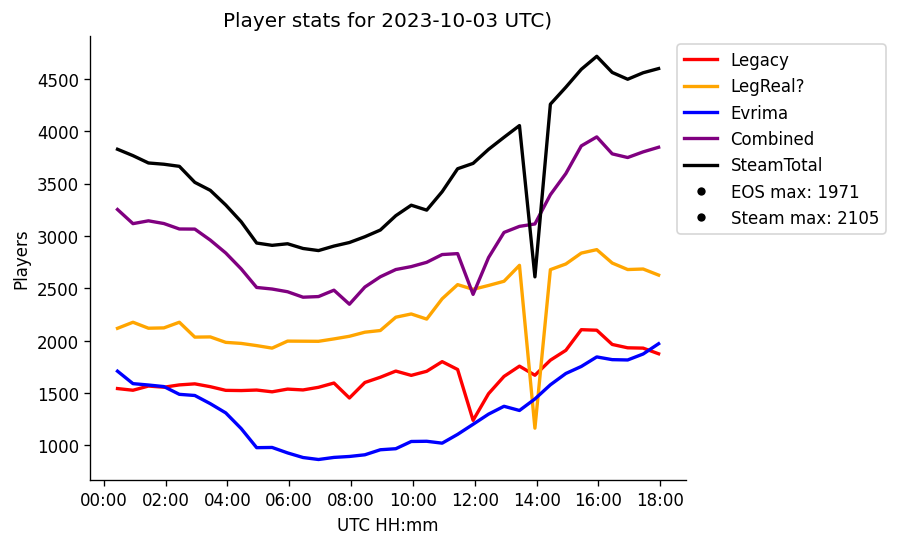 Player stats for 2023-10-03 UTC)
Legacy
LegReal?
Evrima
Combined
SteamTotal
EOS max: 1971
Steam max: 2105
4500
4000
3500
3000
2500
2000
1500
1000
Players
00:00 02:00 04:00 06:00 08:00 10:00 12:00 14:00 16:00 18:00
UTC HH:mm